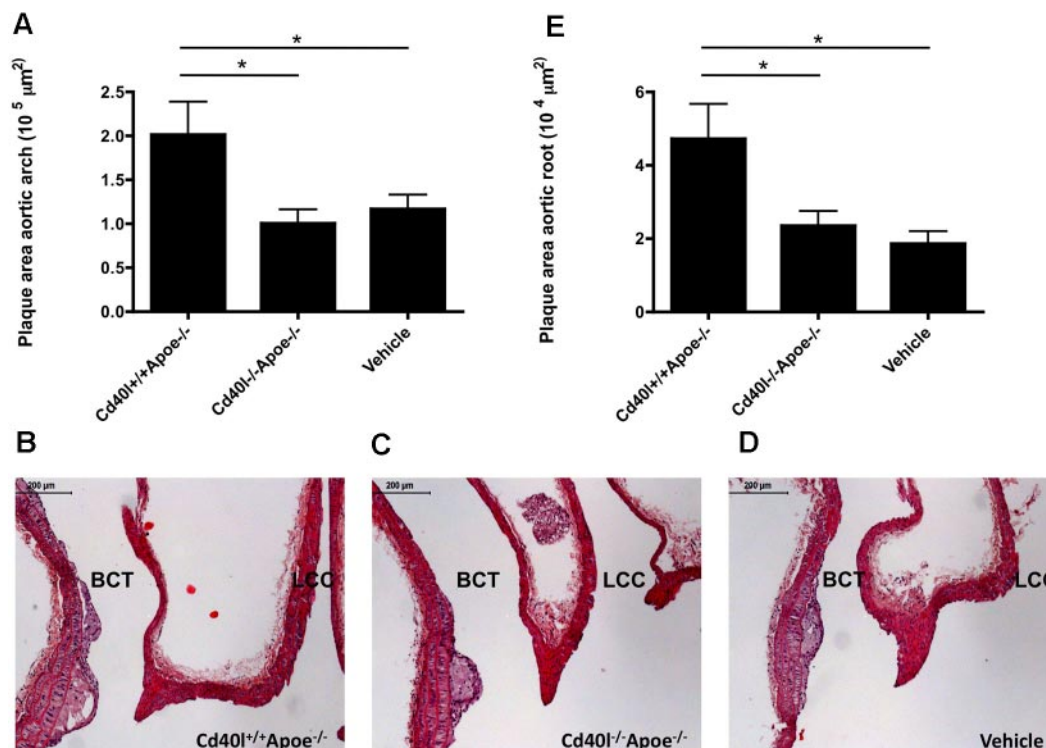 A
E
*
*
*
*
Plaque area aortic arch (10 5 µm2)
2.5
2.0
1.5
1.0
0.5
0.0
Cd40l+/+Apoe-/-
Cd40l-/-Apoe-/-
Vehicle
Plaque area aortic root (10 4 µm2)
6
4
2
0
Cd40l+/+Apoe-/-
Cd40l-/-Apoe-/-
Vehicle
B
C
D
200 µm
BCT
LCC
Cd40l+/+Apoe-/-
200 µm
BCT
LCC
Cd40l-/-Apoe-/-
200 µm
BCT
LCC
Vehicle